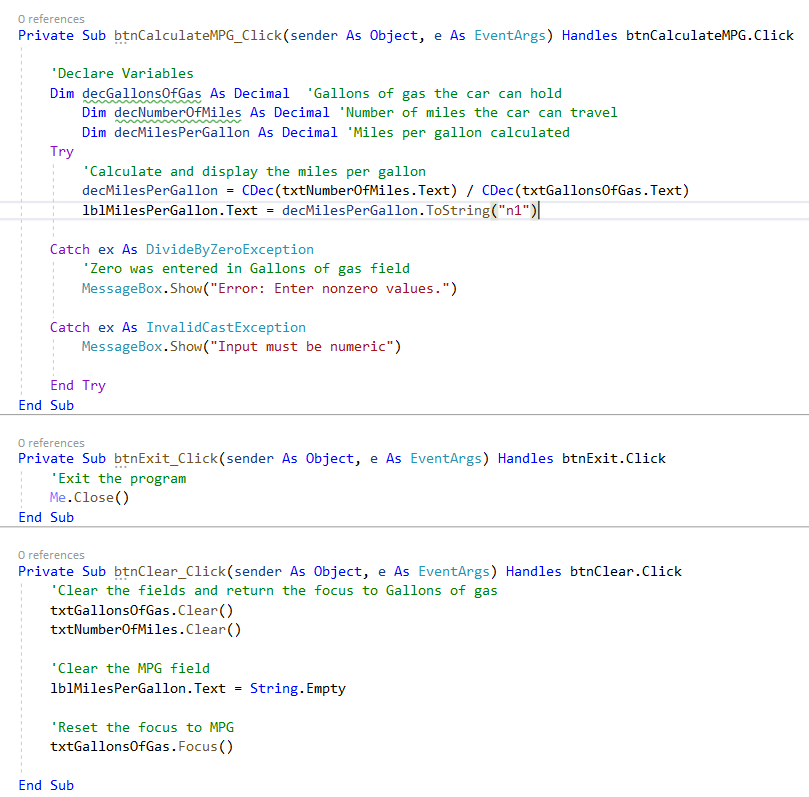 0 references
Private Sub btnCalculateMPG_Click(sender As Object, e As EventArgs) Handles btnCalculateMPG.Click
'Declare Variables
Dim decGallonsOfGas As Decimal  'Gallons of gas the car can hold
Dim decNumberOfMiles As Decimal 'Number of miles the car can travel
Dim decMilesPerGallon As Decimal 'Miles per gallon calculated
Try
'Calculate and display the miles per gallon
decMilesPerGallon = CDec(txtNumberOfMiles.Text) / CDec(txtGallonsOfGas.Text)
lblMilesPerGallon.Text = decMilesPerGallon.ToString("n1")
Catch ex As DivideByZeroException
'Zero was entered in Gallons of gas field
MessageBox.Show("Error: Enter nonzero values.")
Catch ex As InvalidCastException
MessageBox.Show("Input must be numeric")
End Try
End Sub
0 references
Private Sub btnExit_Click(sender As Object, e As EventArgs) Handles btnExit.Click
'Exit the program
Me.Close()
End Sub
0 references
Private Sub btnClear_Click(sender As Object, e As EventArgs) Handles btnClear.Click
'Clear the fields and return the focus to Gallons of gas
txtGallonsOfGas.Clear()
txtNumberOfMiles.Clear()
'Clear the MPG field
lblMilesPerGallon.Text = String.Empty
'Reset the focus to MPG
txtGallonsOfGas.Focus()
End Sub